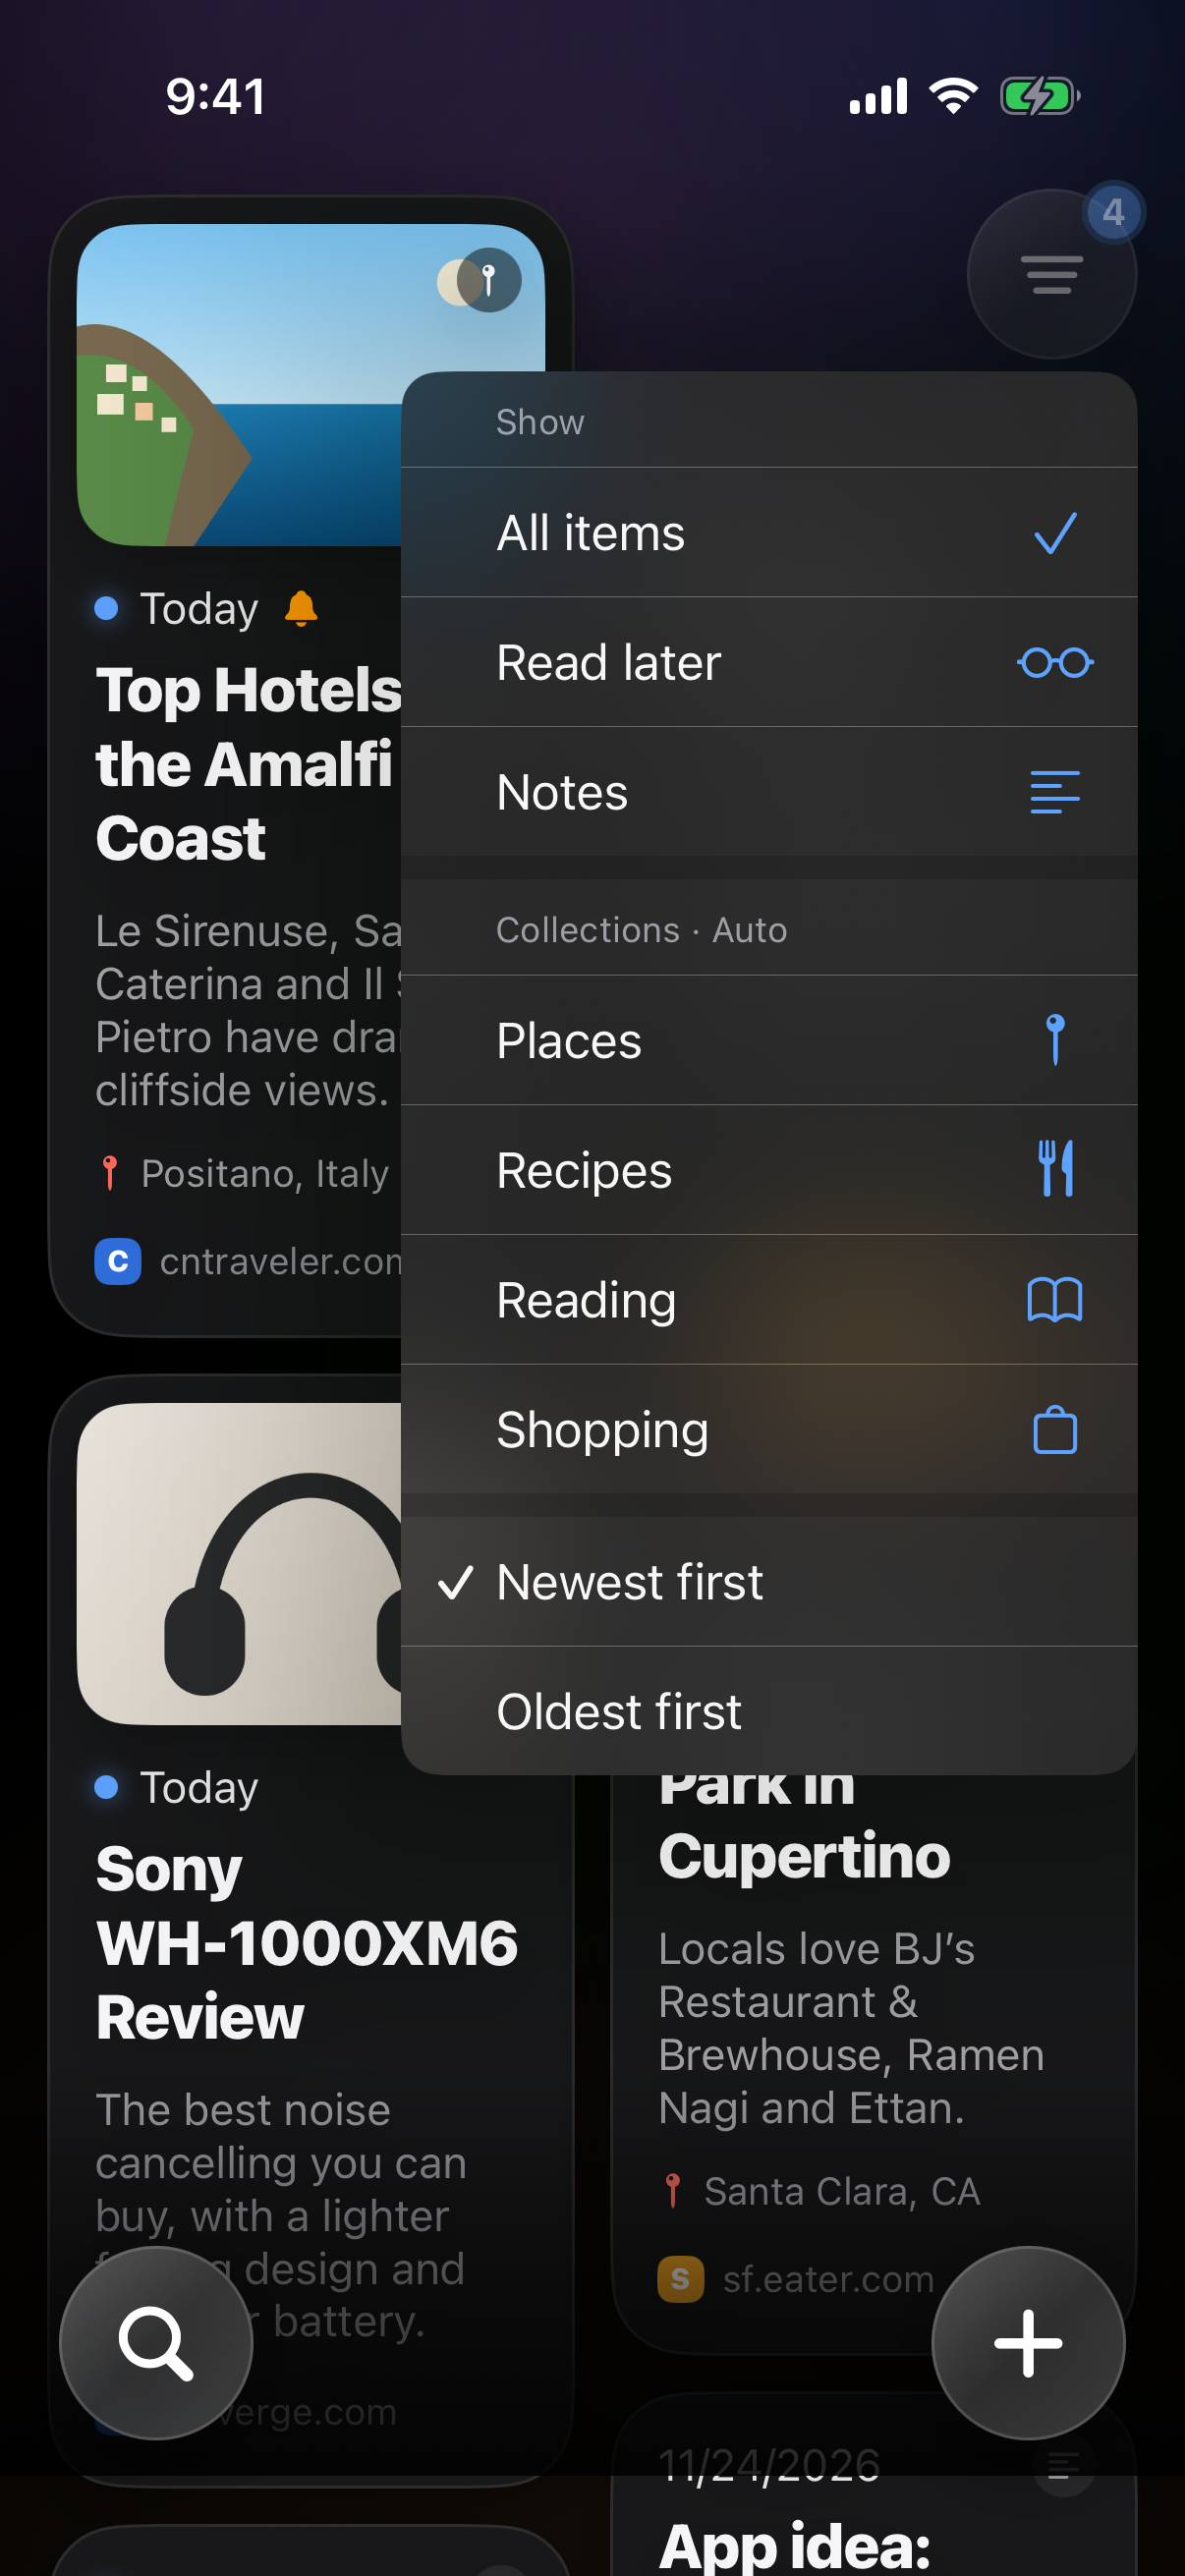 9:41
4
Show
All items
Read later
Notes
Collections · Auto
Places
Recipes
Reading
Shopping
Newest first
Oldest first
Today
Top Hotels
the Amalfi
Coast
Le Sirenuse,
Caterina and Il
Pietro have
cliffside views.
Positano, Italy
C cntraveler.com
Today
Sony
WH-1000XM6
Review
The best noise
cancelling you can
buy, with a lighter
design and
battery.
verge.com
Park in
Cupertino
Locals love BJ’s
Restaurant &
Brewhouse, Ramen
Nagi and Ettan.
Santa Clara, CA
S sf.eater.com
11/24/2026
App idea: